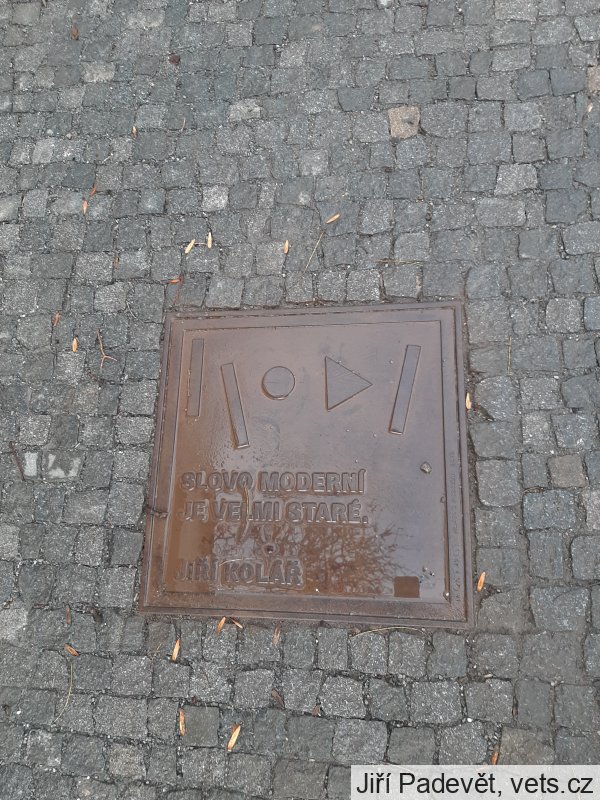 SLOVO MODERNÍ
JE VELMI STARÉ.
JIŘÍ KOLÁŘ
Jiří Padevět, vets.cz